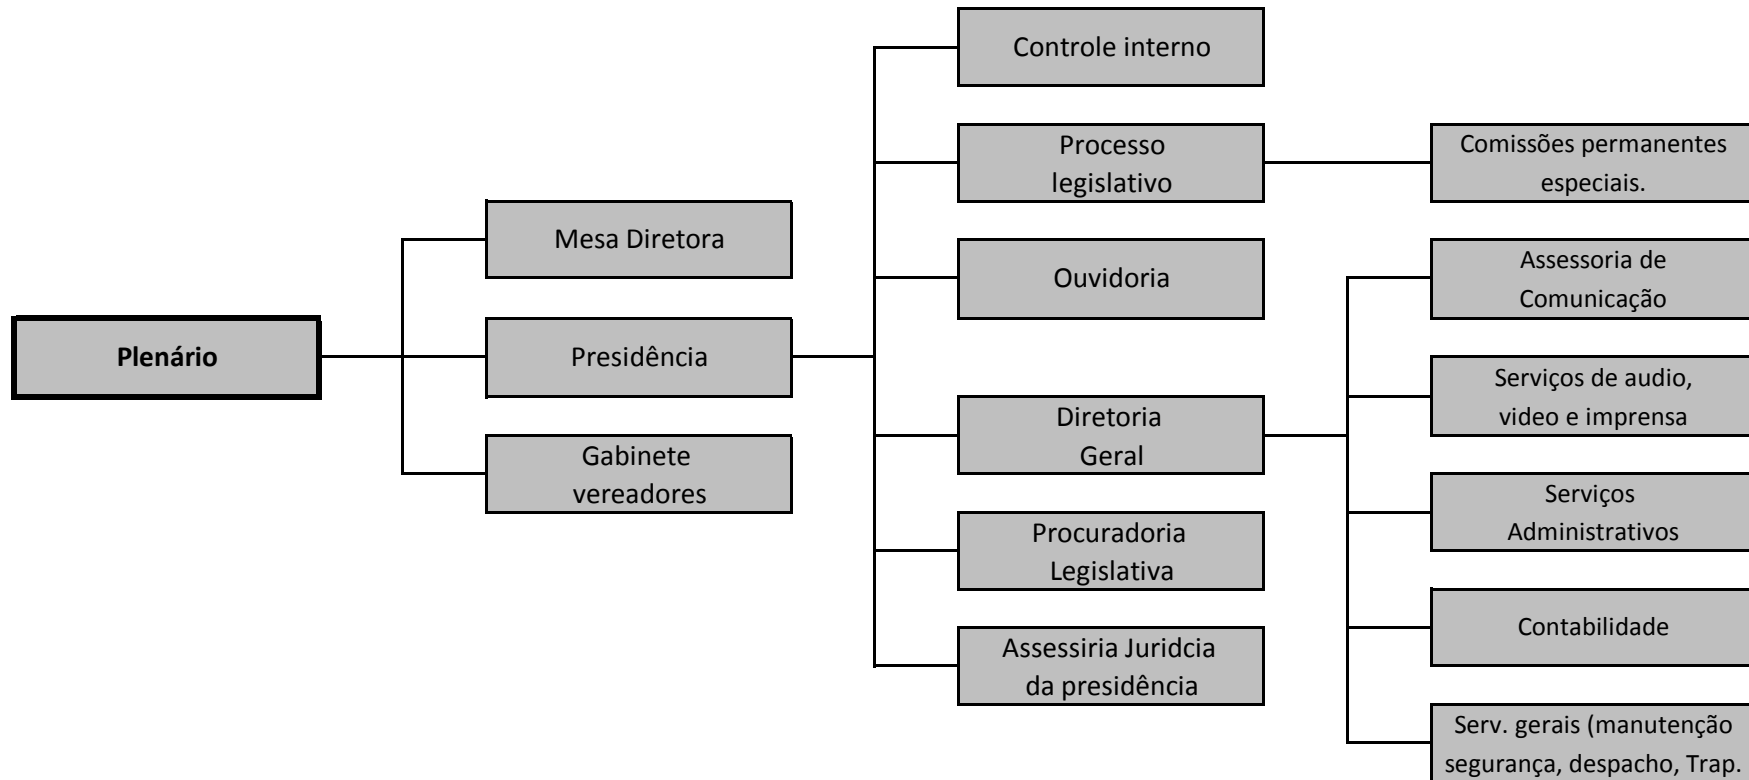 Plenário
Mesa Diretora
Presidência
Gabinete
vereadores
Controle interno
Processo
legislativo
Ouvidoria
Diretoria
Geral
Procuradoria
Legislativa
Assessiria Juridcia
da presidência
Comissões permanentes
especiais.
Assessoria de
Comunicação
Serviços de audio,
video e imprensa
Serviços
Administrativos
Contabilidade
Serv. gerais (manutenção
segurança, despacho, Trap.